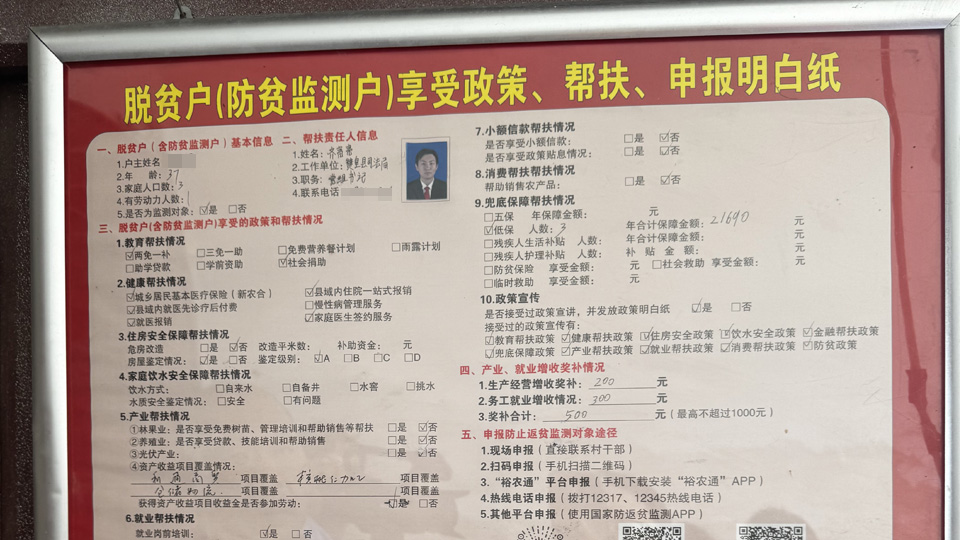 脱贫户(防贫监测户)享受政策、帮扶、申报明白纸
一、脱贫户（含防贫监测户）基本信息
1.户主姓名
2.年 龄：37
3.家庭人口数：3
4.有劳动力人数：1
5.是否为监测对象：☑是 □否
二、帮扶责任人信息
1.姓名：
2.工作单位：赞皇县司法局
3.职务：书记
4.联系电话
三、脱贫户(含防贫监测户)享受的政策和帮扶情况
1.教育帮扶情况
☑两免一补 □三免一助 □免费营养餐计划 □雨露计划
□助学贷款 □学前资助 ☑社会捐助
2.健康帮扶情况
☑城乡居民基本医疗保险（新农合） ☑县域内住院一站式报销
☑县域内就医先诊疗后付费 □慢性病管理服务
☑就医报销 ☑家庭医生签约服务
3.住房安全保障帮扶情况
危房改造 □是 ☑否 改造平米数： 补助资金： 元
房屋鉴定情况：☑是 □否 鉴定级别：☑A □B □C □D
4.家庭饮水安全保障帮扶情况
饮水方式： □自来水 □自备井 □水窖 □挑水
水质安全鉴定情况：□安全 □有问题
5.产业帮扶情况
①林果业：是否享受免费树苗、管理培训和帮助销售等帮扶 □是 ☑否
②养殖业：是否享受贷款、技能培训和帮助销售 □是 ☑否
③光伏产业： □是 ☑否
④资产收益项目覆盖情况：
项目覆盖 核桃仁加工 项目覆盖
仓储物流 项目覆盖 项目覆盖
获得资产收益项目收益金是否参加劳动： ☑是 □否
6.就业帮扶情况
就业岗前培训： ☑是 □否
7.小额信款帮扶情况
是否享受小额信款： □是 ☑否
是否享受政策贴息情况： □是 ☑否
8.消费帮扶帮扶情况
帮助销售农产品： □是 ☑否
9.兜底保障帮扶情况
□五保 年保障金额： 元
☑低保 人数：3 年合计保障金额：21690 元
□残疾人生活补贴 人数： 年合计保障金额： 元
□残疾人护理补贴 人数： 补 贴 金 额： 元
□防贫保险 享受金额： 元 □社会救助 享受金额： 元
□临时救助 享受金额： 元
10.政策宣传
是否接受过政策宣讲，并发放政策明白纸 ☑是 □否
接受过的政策宣传有：
☑教育帮扶政策 ☑健康帮扶政策 ☑住房安全政策 ☑饮水安全政策 ☑金融帮扶政策
☑兜底保障政策 ☑产业帮扶政策 ☑就业帮扶政策 ☑消费帮扶政策 ☑防贫政策
四、产业、就业增收奖补情况
1.生产经营增收奖补： 200 元
2.务工就业增收情况： 300 元
3.奖补合计： 500 元（最高不超过1000元）
五、申报防止返贫监测对象途径
1.现场申报（直接联系村干部）
2.扫码申报（手机扫描二维码）
3.“裕农通”平台申报（手机下载安装“裕农通”APP）
4.热线电话申报（拨打12317、12345热线电话）
5.其他平台申报（使用国家防返贫监测APP）